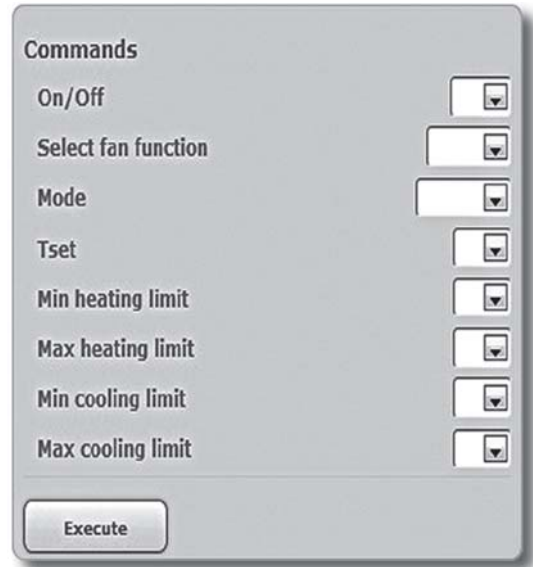 Commands
On/Off
Select fan function
Mode
Tset
Min heating limit
Max heating limit
Min cooling limit
Max cooling limit
Execute